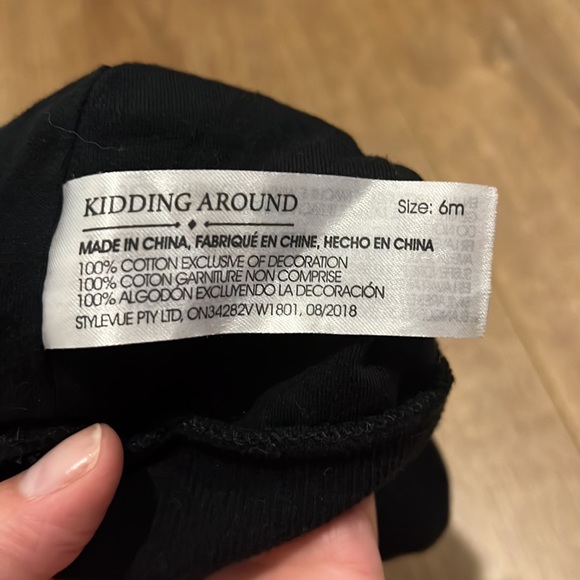 KIDDING AROUND
Size: 6m
MADE IN CHINA, FABRIQUÉ EN CHINE, HECHO EN CHINA
100% COTTON EXCLUSIVE OF DECORATION
100% COTON GARNITURE NON COMPRISE
100% ALGODÓN EXCLUYENDO LA DECORACIÓN
STYLEVUE PTY LTD, ON34282V W1801, 08/2018